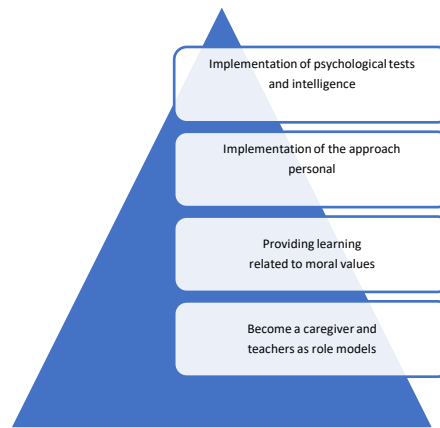 Implementation of psychological tests
and intelligence
Implementation of the approach
personal
Providing learning
related to moral values
Become a caregiver and
teachers as role models